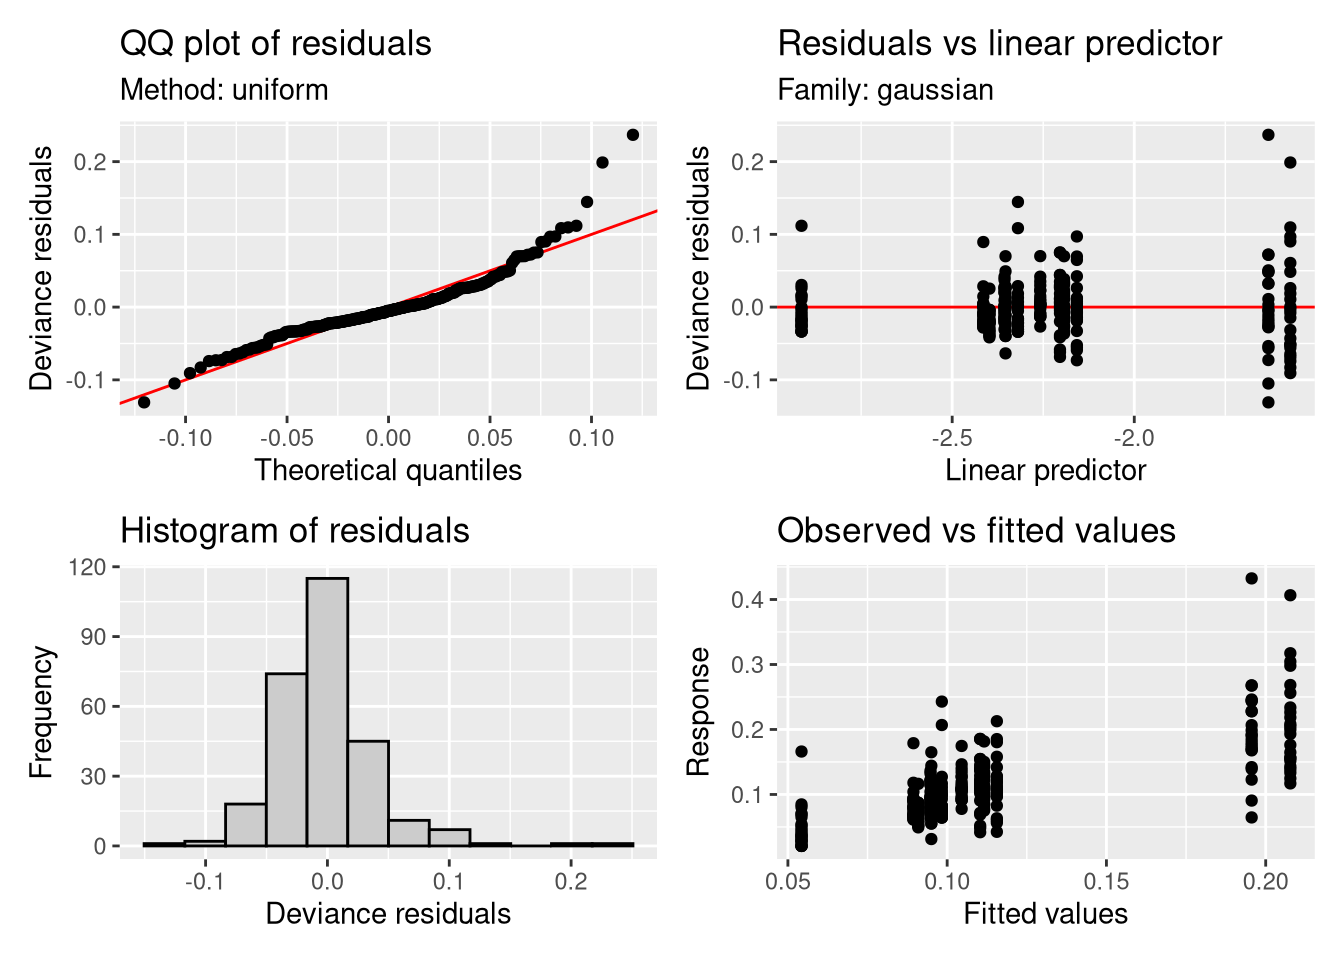 QQ plot of residuals
Method: uniform
Deviance residuals
0.2
0.1
0.0
-0.1
-0.10 -0.05 0.00 0.05 0.10
Theoretical quantiles
Residuals vs linear predictor
Family: gaussian
Deviance residuals
0.2
0.1
0.0
-0.1
-2.5 -2.0
Linear predictor
Histogram of residuals
Frequency
120
90
60
30
0
-0.1 0.0 0.1 0.2
Deviance residuals
Observed vs fitted values
Response
0.4
0.3
0.2
0.1
0.05 0.10 0.15 0.20
Fitted values